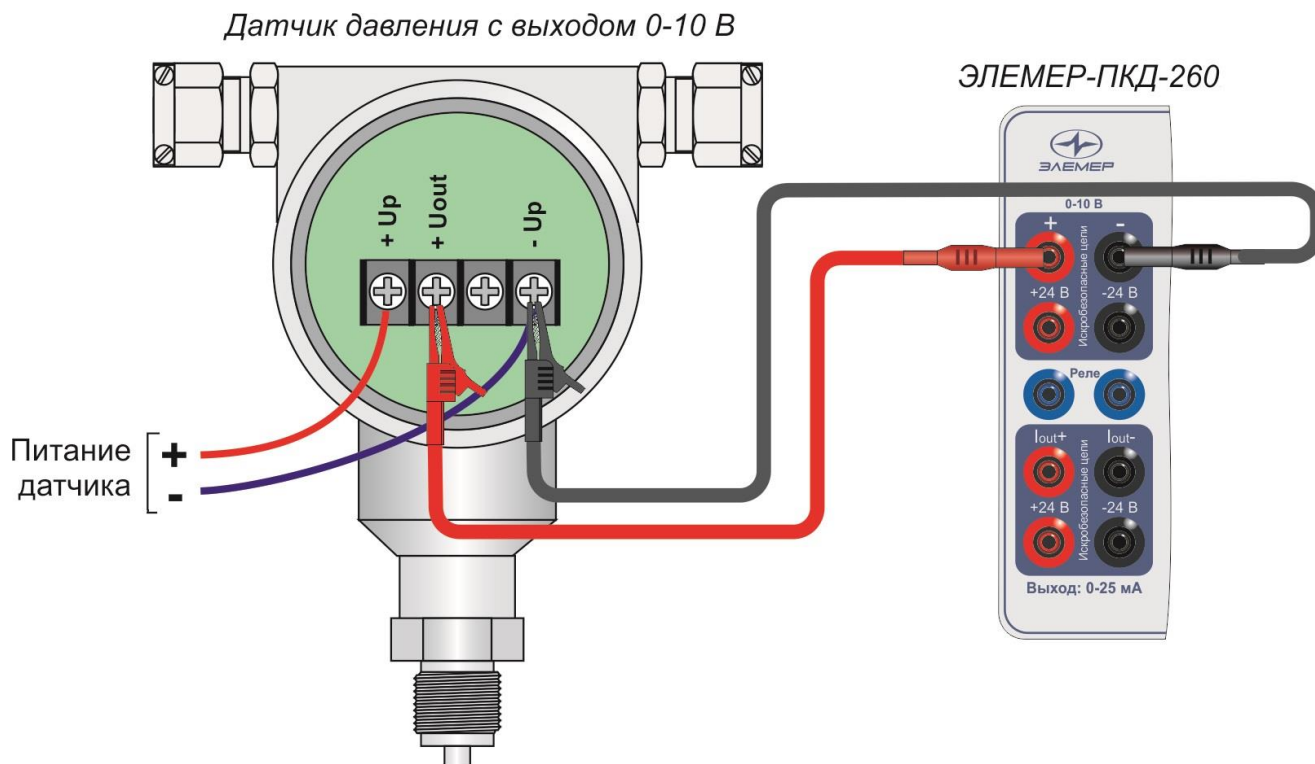 Датчик давления с выходом 0-10 В
ЭЛЕМЕР-ПКД-260
ЭЛЕМЕР
0-10 В
+ -
Искробезопасные цепи
+24 В -24 В
Реле
Iout+ Iout-
Искробезопасные цепи
+24 В -24 В
Выход: 0-25 мА
+ Up
+ Uout
- Up
Питание
датчика
+
-